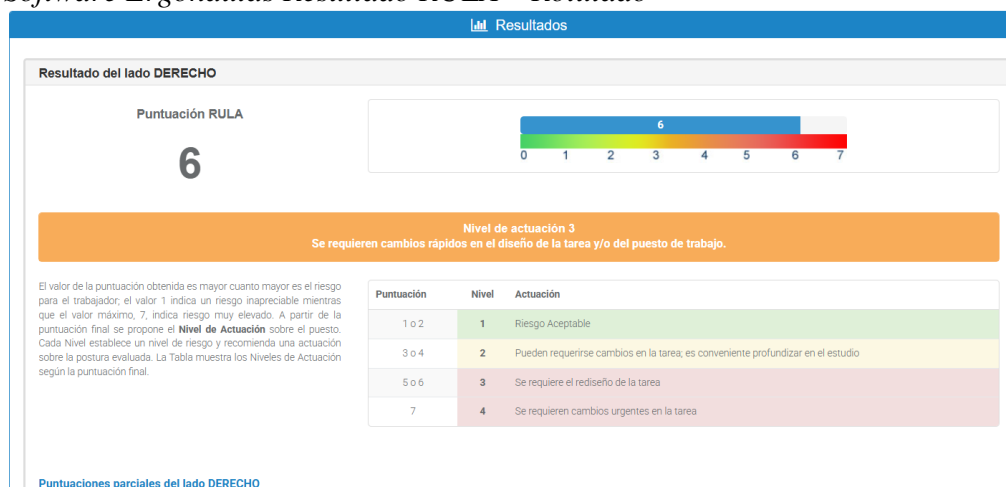 Software Ergonautas Resultado RULA – Rotulado
Resultados
Resultado del lado DERECHO
Puntuación RULA
6
6
0 1 2 3 4 5 6 7
Nivel de actuación 3
Se requieren cambios rápidos en el diseño de la tarea y/o del puesto de trabajo.
El valor de la puntuación obtenida es mayor cuanto mayor es el riesgo
para el trabajador; el valor 1 indica un riesgo inapreciable mientras
que el valor máximo, 7, indica riesgo muy elevado. A partir de la
puntuación final se propone el Nivel de Actuación sobre el puesto.
Cada Nivel establece un nivel de riesgo y recomienda una actuación
sobre la postura evaluada. La Tabla muestra los Niveles de Actuación
según la puntuación final.
Puntuación Nivel Actuación
1 o 2 1 Riesgo Aceptable
3 o 4 2 Pueden requerirse cambios en la tarea; es conveniente profundizar en el estudio
5 o 6 3 Se requiere el rediseño de la tarea
7 4 Se requieren cambios urgentes en la tarea
Puntuaciones parciales del lado DERECHO